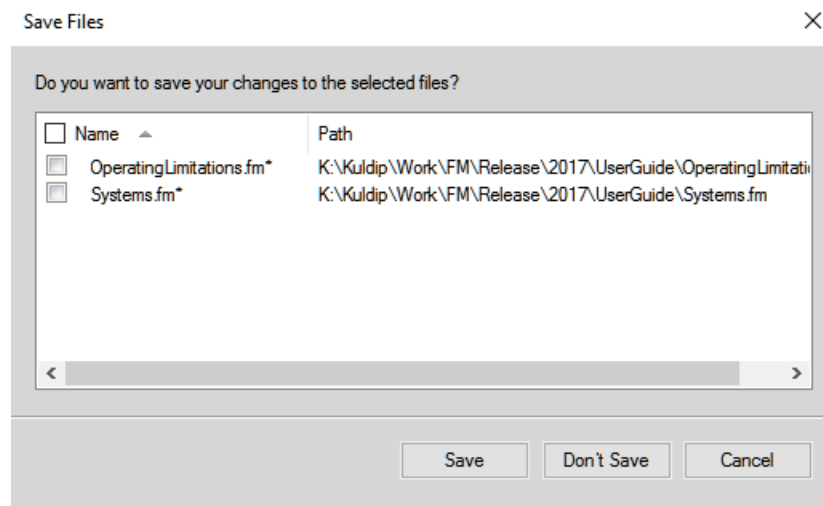 Save Files
Do you want to save your changes to the selected files?
Name Path
OperatingLimitations.fm* K:\Kuldip\Work\FM\Release\2017\UserGuide\OperatingLimitati
Systems.fm* K:\Kuldip\Work\FM\Release\2017\UserGuide\Systems.fm
Save Don't Save Cancel